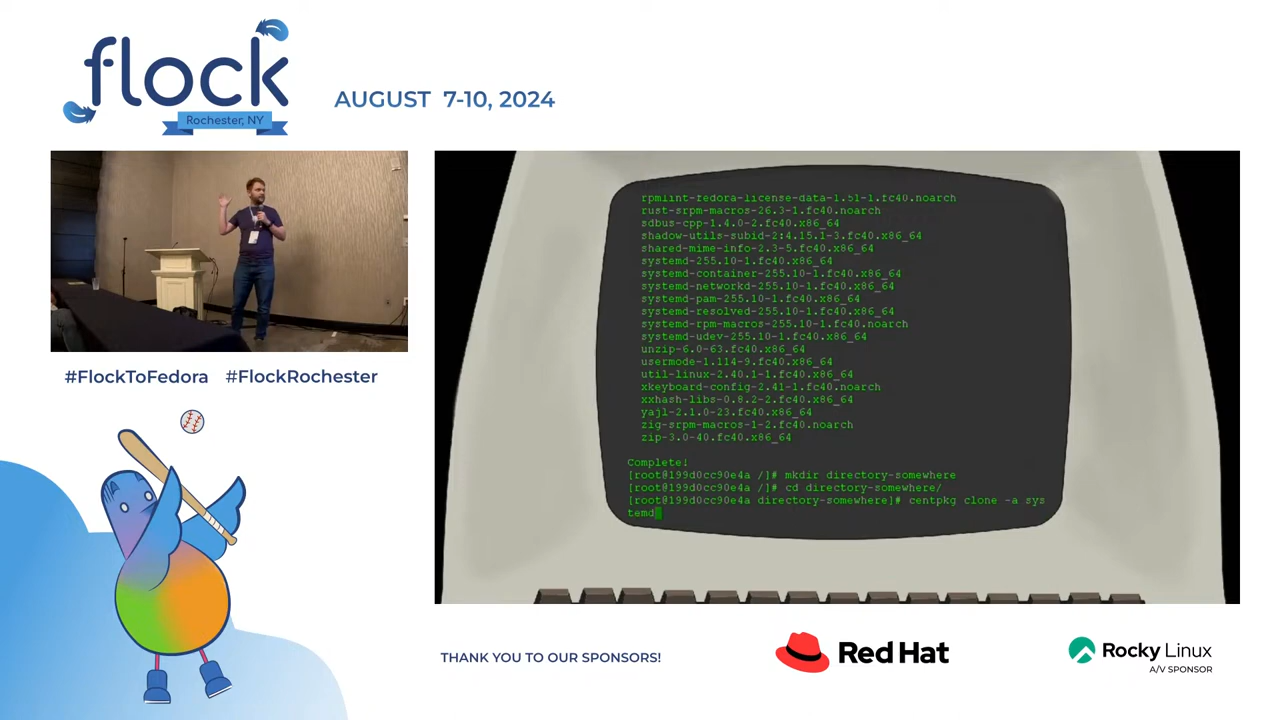 flock
Rochester, NY
AUGUST 7-10, 2024
rpmlint-fedora-license-data-1.51-1.fc40.noarch
rust-srpm-macros-26.3-1.fc40.noarch
sdbus-cpp-1.4.0-2.fc40.x86_64
shadow-utils-subid-2:4.15.1-3.fc40.x86_64
shared-mime-info-2.3-5.fc40.x86_64
systemd-255.10-1.fc40.x86_64
systemd-container-255.10-1.fc40.x86_64
systemd-networkd-255.10-1.fc40.x86_64
systemd-pam-255.10-1.fc40.x86_64
systemd-resolved-255.10-1.fc40.x86_64
systemd-rpm-macros-255.10-1.fc40.noarch
systemd-udev-255.10-1.fc40.x86_64
unzip-6.0-63.fc40.x86_64
usermode-1.114-9.fc40.x86_64
util-linux-2.40.1-1.fc40.x86_64
xkeyboard-config-2.41-1.fc40.noarch
xxhash-libs-0.8.2-2.fc40.x86_64
yajl-2.1.0-23.fc40.x86_64
zig-srpm-macros-1-2.fc40.noarch
zip-3.0-40.fc40.x86_64
Complete!
[root@199d0cc90e4a /]# mkdir directory-somewhere
[root@199d0cc90e4a /]# cd directory-somewhere/
[root@199d0cc90e4a directory-somewhere]# centpkg clone -a sys
temd
#FlockToFedora #FlockRochester
THANK YOU TO OUR SPONSORS!
Red Hat
Rocky Linux
A/V SPONSOR